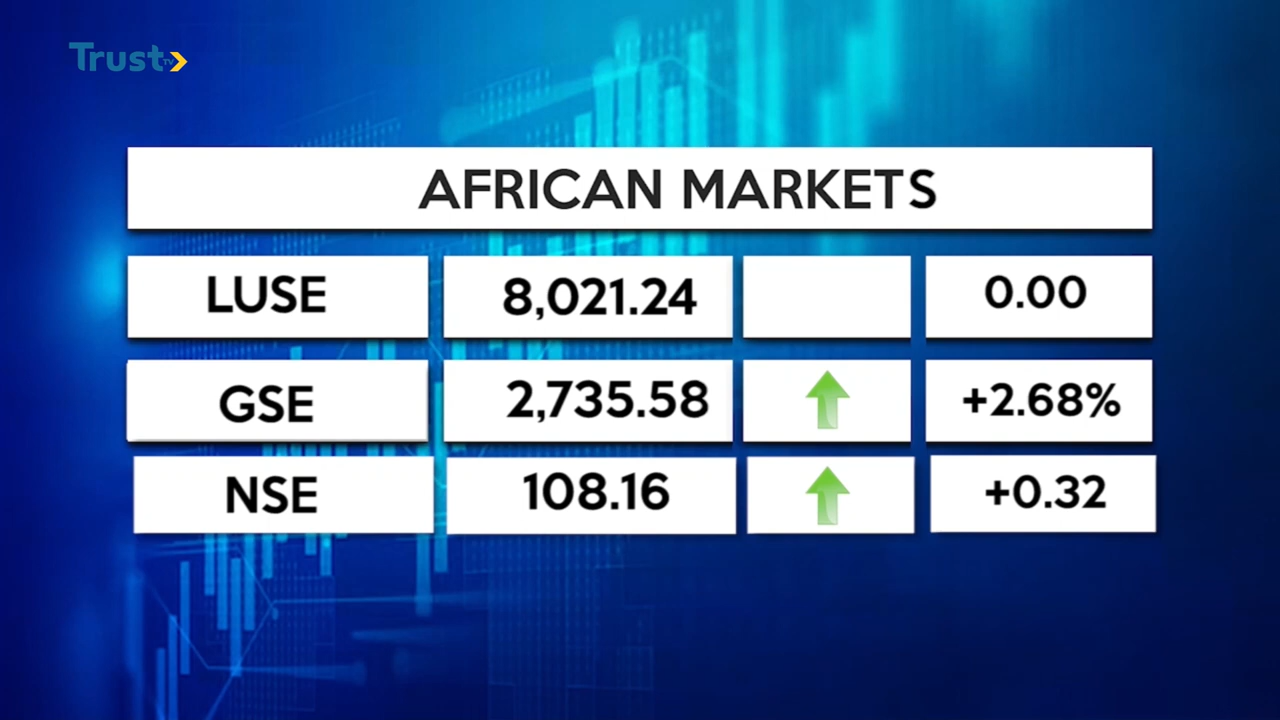 Trust TV
AFRICAN MARKETS
LUSE 8,021.24 0.00
GSE 2,735.58 +2.68%
NSE 108.16 +0.32